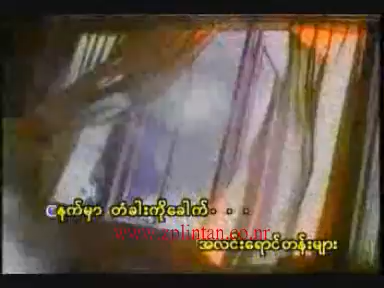 နက်မှာ တံခါးကိုခေါက်. . .
www.zplintan.co.nr
အလင်းရောင်တန်းများ